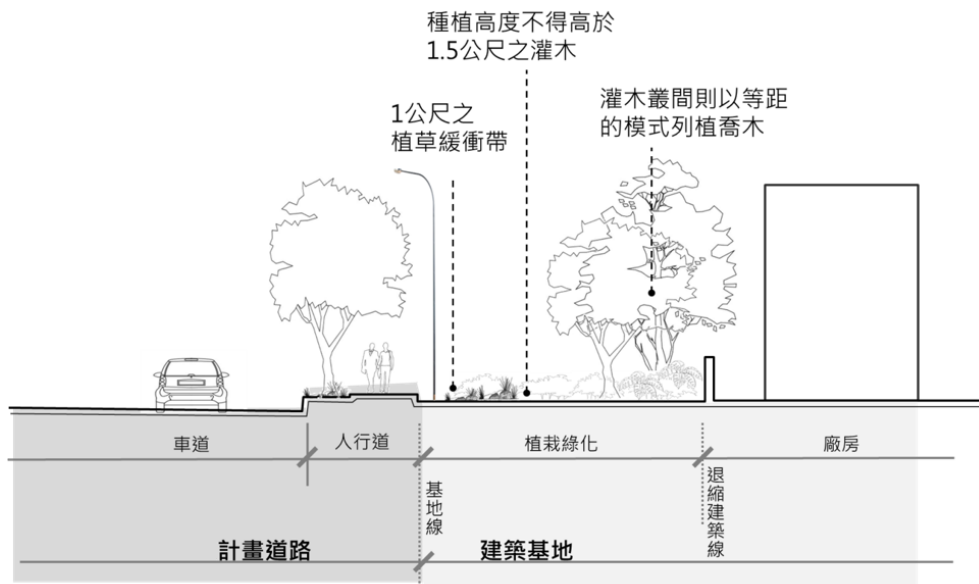 種植高度不得高於
1.5公尺之灌木
灌木叢間則以等距
的模式列植喬木
1公尺之
植草緩衝帶
車道
人行道
植栽綠化
廠房
基地線
退縮建築線
計畫道路
建築基地